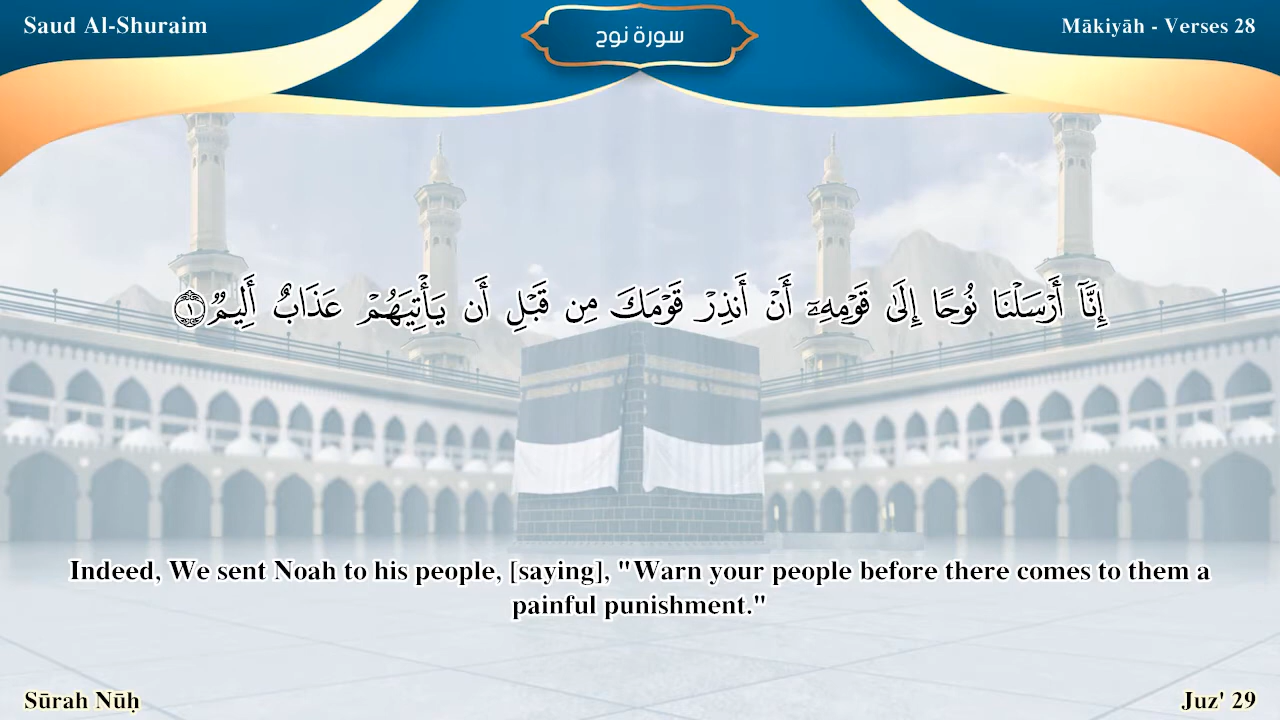 Saud Al-Shuraim
سورة نوح
Mākiyāh - Verses 28
إِنَّآ أَرْسَلْنَا نُوحًا إِلَىٰ قَوْمِهِۦٓ أَنْ أَنذِرْ قَوْمَكَ مِن قَبْلِ أَن يَأْتِيَهُمْ عَذَابٌ أَلِيمٌ ١
Indeed, We sent Noah to his people, [saying], "Warn your people before there comes to them a
painful punishment."
Sūrah Nūḥ
Juz' 29